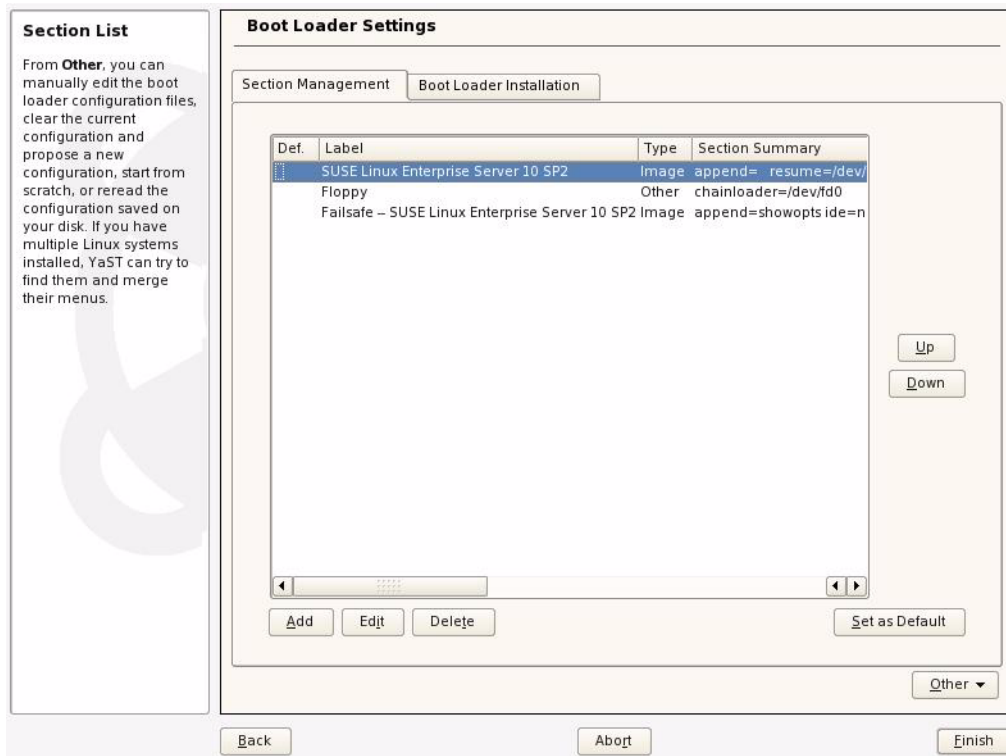 Section List
From Other, you can
manually edit the boot
loader configuration files,
clear the current
configuration and
propose a new
configuration, start from
scratch, or reread the
configuration saved on
your disk. If you have
multiple Linux systems
installed, YaST can try to
find them and merge
their menus.
Boot Loader Settings
Section Management
Boot Loader Installation
Def. Label Type Section Summary
SUSE Linux Enterprise Server 10 SP2 Image append= resume=/dev/
Floppy Other chainloader=/dev/fd0
Failsafe -- SUSE Linux Enterprise Server 10 SP2 Image append=showopts ide=n
Up
Down
Add Edit Delete Set as Default
Other
Back Abort Finish